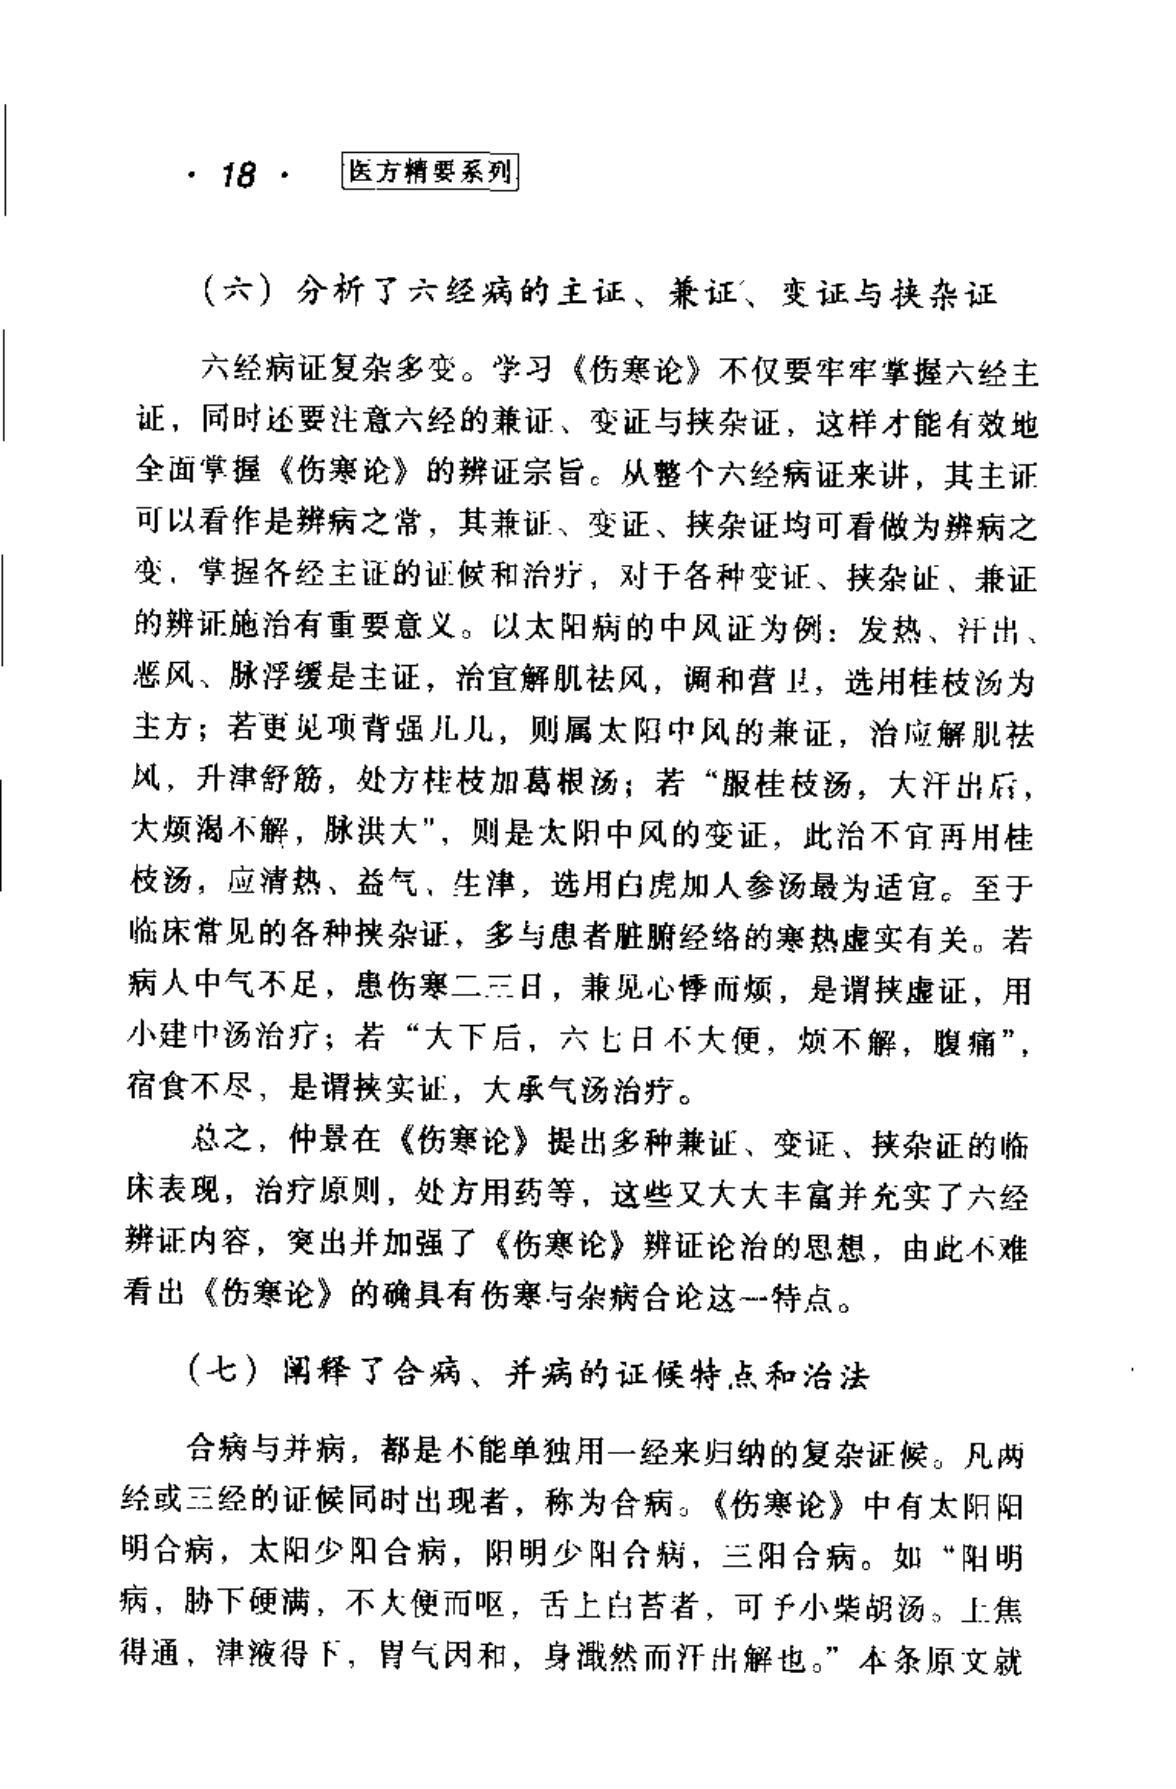 · 18 · 医方精要系列
（六）分析了六经病的主证、兼证、变证与挟杂证
六经病证复杂多变。学习《伤寒论》不仅要牢牢掌握六经主
证，同时还要注意六经的兼证、变证与挟杂证，这样才能有效地
全面掌握《伤寒论》的辨证宗旨。从整个六经病证来讲，其主证
可以看作是辨病之常，其兼证、变证、挟杂证均可看做为辨病之
变．掌握各经主证的证候和治疗，对于各种变证、挟杂证、兼证
的辨证施治有重要意义。以太阳病的中风证为例：发热、汗出、
恶风、脉浮缓是主证，治宜解肌祛风，调和营卫，选用桂枝汤为
主方；若更见项背强儿儿，则属太阳中风的兼证，治应解肌祛
风，升津舒筋，处方桂枝加葛根汤；若“服桂枝汤，大汗出后，
大烦渴不解，脉洪大”，则是太阳中风的变证，此治不宜再用桂
枝汤，应清热、益气、生津，选用白虎加人参汤最为适宜。至于
临床常见的各种挟杂证，多与患者脏腑经络的寒热虚实有关。若
病人中气不足，患伤寒二三日，兼见心悸而烦，是谓挟虚证，用
小建中汤治疗；若“大下后，六七日不大便，烦不解，腹痛”，
宿食不尽，是谓挟实证，大承气汤治疗。
总之，仲景在《伤寒论》提出多种兼证、变证、挟杂证的临
床表现，治疗原则，处方用药等，这些又大大丰富并充实了六经
辨证内容，突出并加强了《伤寒论》辨证论治的思想，由此不难
看出《伤寒论》的确具有伤寒与杂病合论这一特点。
（七）阐释了合病、并病的证候特点和治法
合病与并病，都是不能单独用一经来归纳的复杂证候。凡两
经或三经的证候同时出现者，称为合病。《伤寒论》中有太阳阳
明合病，太阳少阳合病，阳明少阳合病，三阳合病。如“阳明
病，胁下硬满，不大便而呕，舌上白苔者，可予小柴胡汤。上焦
得通，津液得下，胃气因和，身濈然而汗出解也。”本条原文就